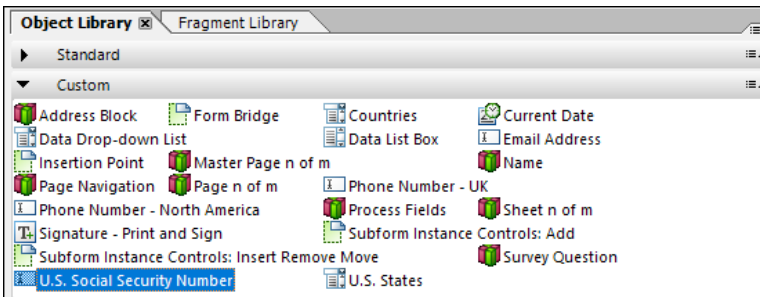 Object Library Fragment Library
Standard
Custom
Address Block Form Bridge Countries Current Date
Data Drop-down List Data List Box Email Address
Insertion Point Master Page n of m Name
Page Navigation Page n of m Phone Number - UK
Phone Number - North America Process Fields Sheet n of m
Signature - Print and Sign Subform Instance Controls: Add
Subform Instance Controls: Insert Remove Move Survey Question
U.S. Social Security Number U.S. States